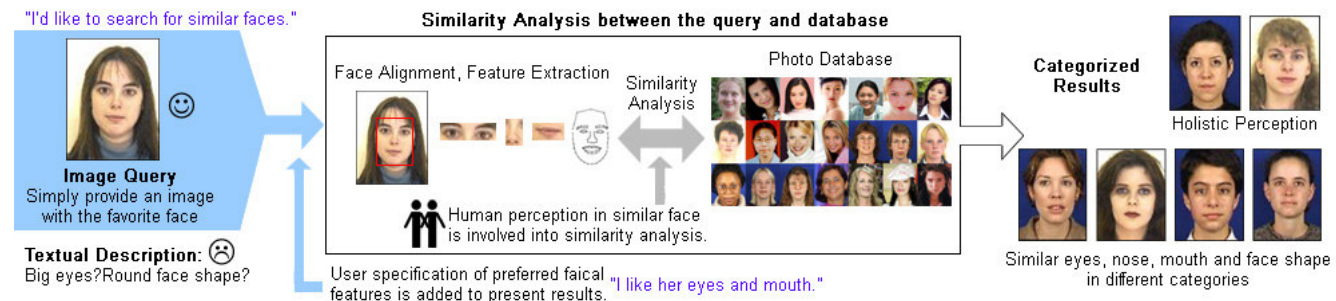 "I'd like to search for similar faces."
Image Query
Simply provide an image
with the favorite face
Textual Description:
Big eyes?Round face shape?
Similarity Analysis between the query and database
Face Alignment, Feature Extraction
Similarity
Analysis
Photo Database
Human perception in similar face
is involved into similarity analysis.
User specification of preferred faical
features is added to present results.
"I like her eyes and mouth."
Categorized
Results
Holistic Perception
Similar eyes, nose, mouth and face shape
in different categories